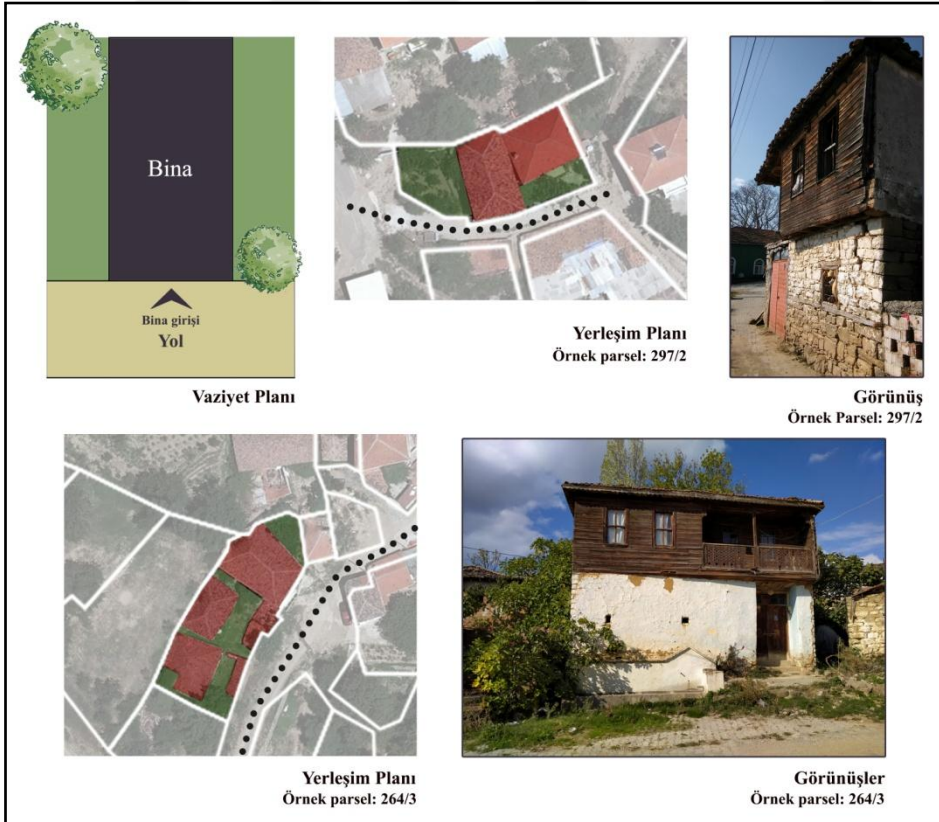 Bina
Bina girişi
Yol
Vaziyet Planı
Yerleşim Planı
Örnek parsel: 297/2
Görünüş
Örnek Parsel: 297/2
Yerleşim Planı
Örnek parsel: 264/3
Görünüşler
Örnek parsel: 264/3